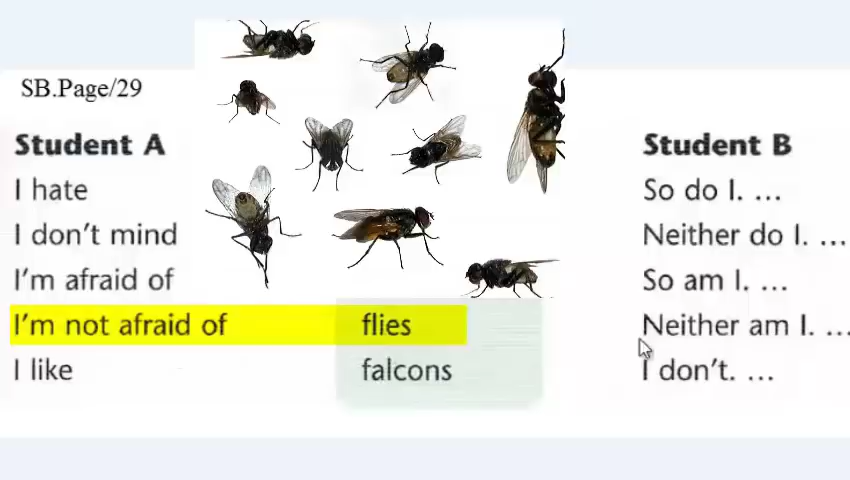 SB.Page/29
Student A
I hate
I don't mind
I'm afraid of
I'm not afraid of
I like
flies
falcons
Student B
So do I. ...
Neither do I. ...
So am I. ...
Neither am I. ...
I don't. ...